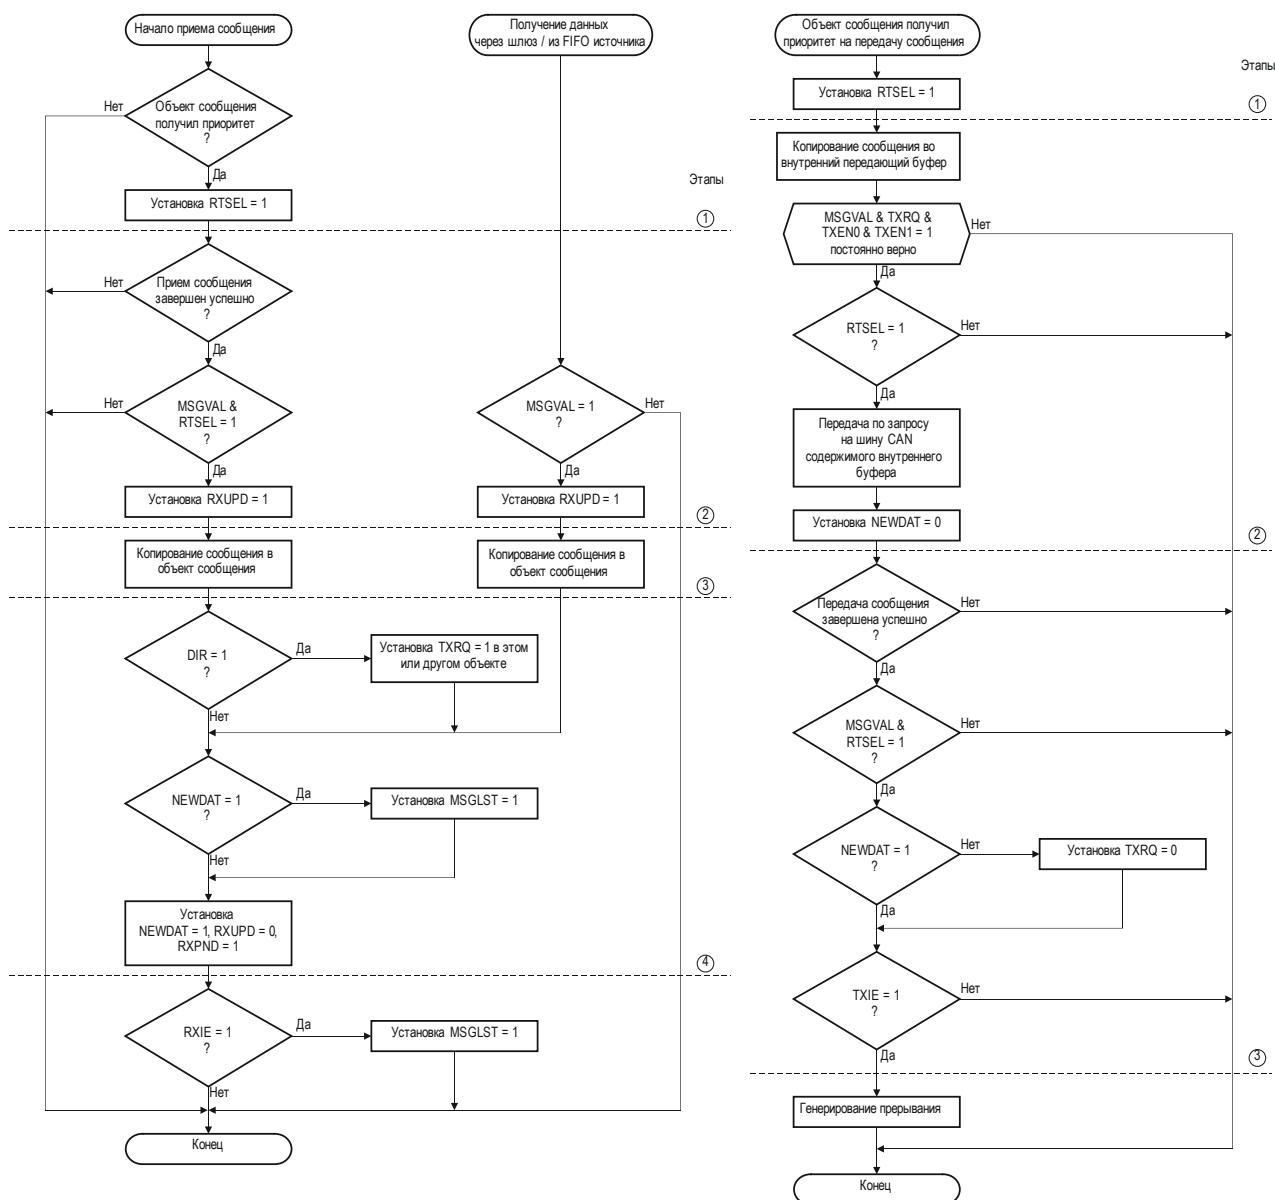 Начало приема сообщения
Нет
Объект сообщения
получил приоритет
?
Да
Установка RTSEL = 1
Этапы
1
Прием сообщения
завершен успешно
?
Нет
Да
MSGVAL &
RTSEL = 1
?
Нет
Да
Установка RXUPD = 1
2
Копирование сообщения в
объект сообщения
3
DIR = 1
?
Да
Установка TXRQ = 1 в этом
или другом объекте
Нет
NEWDAT = 1
?
Да
Установка MSGLST = 1
Нет
Установка
NEWDAT = 1, RXUPD = 0,
RXPND = 1
4
RXIE = 1
?
Да
Установка MSGLST = 1
Нет
Конец
Получение данных
через шлюз / из FIFO источника
MSGVAL = 1
?
Нет
Да
Установка RXUPD = 1
Копирование сообщения в
объект сообщения
Объект сообщения получил
приоритет на передачу сообщения
Этапы
Установка RTSEL = 1
1
Копирование сообщения во
внутренний передающий буфер
MSGVAL & TXRQ &
TXEN0 & TXEN1 = 1
постоянно верно
Нет
Да
RTSEL = 1
?
Нет
Да
Передача по запросу
на шину CAN
содержимого внутреннего
буфера
Установка NEWDAT = 0
2
Передача сообщения
завершена успешно
?
Нет
Да
MSGVAL &
RTSEL = 1
?
Нет
Да
NEWDAT = 1
?
Нет
Установка TXRQ = 0
Да
TXIE = 1
?
Нет
Да
3
Генерирование прерывания
Конец